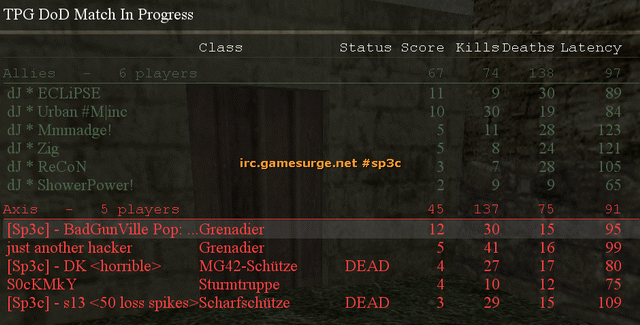 TPG DoD Match In Progress
Class Status Score Kills Deaths Latency
Allies - 6 players 67 74 138 97
dJ * ECLiPSE 11 9 30 89
dJ * Urban #M|inc 10 30 19 84
dJ * Mmmadge! 5 11 28 123
dJ * Zig 5 8 24 121
dJ * ReCoN 3 7 28 105
dJ * ShowerPower! 2 9 9 65
irc.gamesurge.net #sp3c
Axis - 5 players 45 137 75 91
[Sp3c] - BadGunVille Pop: ... Grenadier 12 30 15 95
just another hacker Grenadier 5 41 16 99
[Sp3c] - DK <horrible> MG42-Schütze DEAD 4 27 17 80
S0cKMkY Sturmtruppe 4 10 12 75
[Sp3c] - s13 <50 loss spikes> Scharfschütze DEAD 3 29 15 109